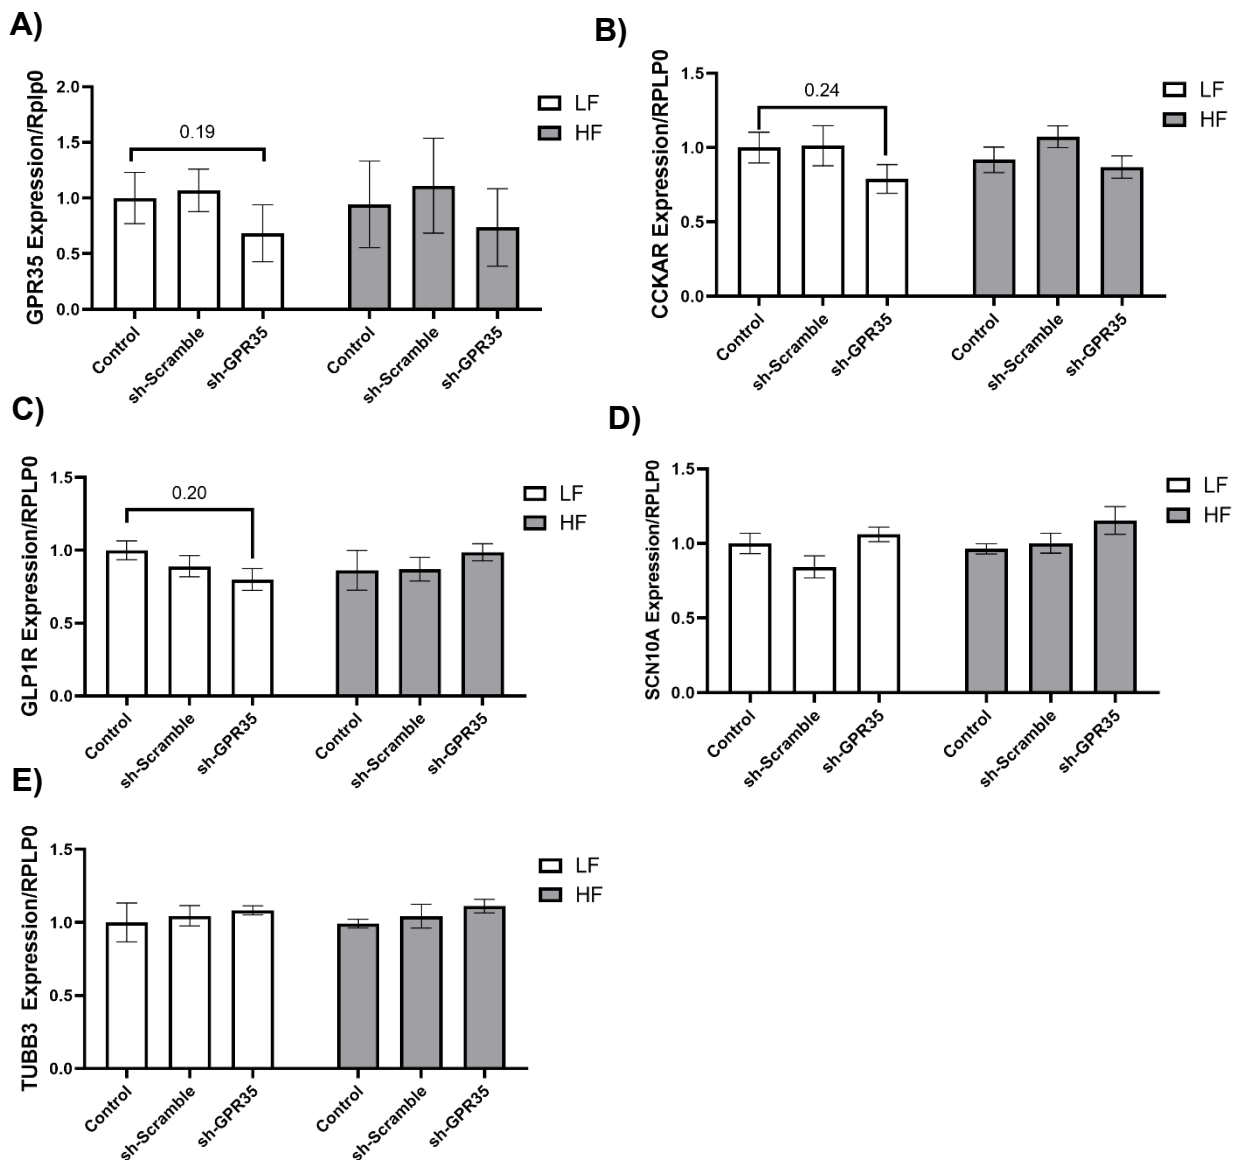 A)
GPR35 Expression/Rplp0
2.0
1.5
1.0
0.5
0.0
0.19
LF
HF
Control
sh-Scramble
sh-GPR35
Control
sh-Scramble
sh-GPR35
B)
CCKAR Expression/RPLP0
1.5
1.0
0.5
0.0
0.24
LF
HF
Control
sh-Scramble
sh-GPR35
Control
sh-Scramble
sh-GPR35
C)
GLP1R Expression/RPLP0
1.5
1.0
0.5
0.0
0.20
LF
HF
Control
sh-Scramble
sh-GPR35
Control
sh-Scramble
sh-GPR35
D)
SCN10A Expression/RPLP0
1.5
1.0
0.5
0.0
LF
HF
Control
sh-Scramble
sh-GPR35
Control
sh-Scramble
sh-GPR35
E)
TUBB3 Expression/RPLP0
1.5
1.0
0.5
0.0
LF
HF
Control
sh-Scramble
sh-GPR35
Control
sh-Scramble
sh-GPR35